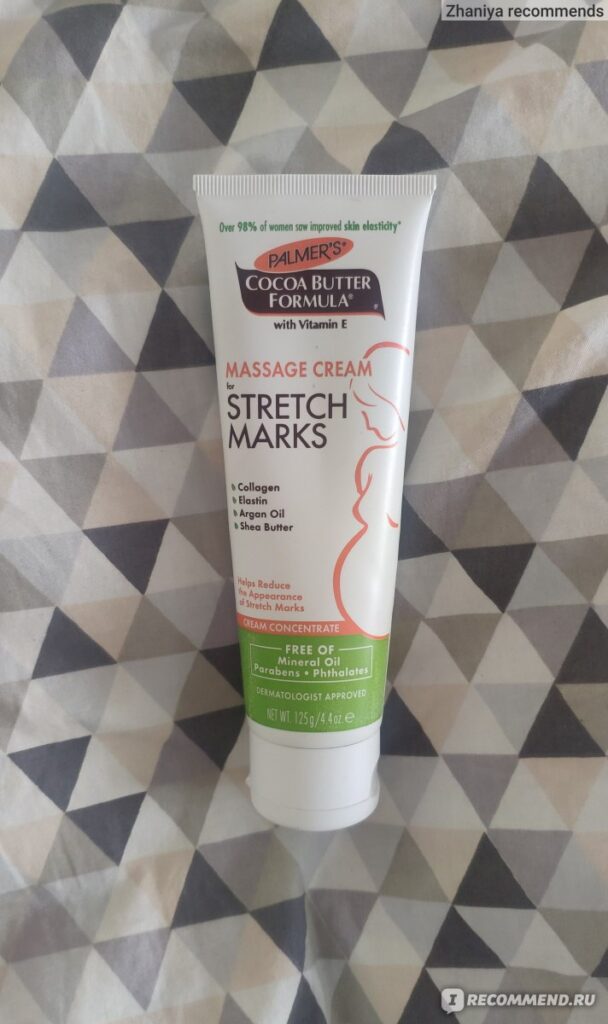 Zhaniya recommends
Over 98% of women saw improved skin elasticity*
PALMER'S®
COCOA BUTTER
FORMULA®
with Vitamin E
MASSAGE CREAM
for
STRETCH
MARKS
Collagen
Elastin
Argan Oil
Shea Butter
Helps Reduce
the Appearance
of Stretch Marks
CREAM CONCENTRATE
FREE OF
Mineral Oil
Parabens • Phthalates
DERMATOLOGIST APPROVED
NET WT. 125g/4.4oz. ℮
I RECOMMEND.RU